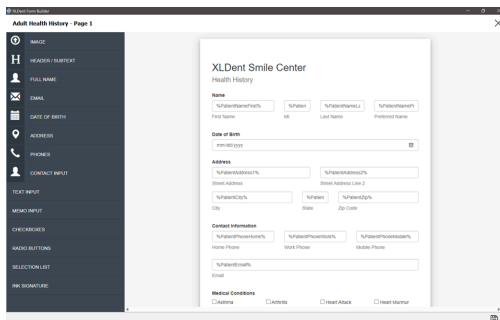 XLDent Form Builder
Adult Health History - Page 1
IMAGE
HEADER / SUBTEXT
FULL NAME
EMAIL
DATE OF BIRTH
ADDRESS
PHONES
CONTACT INPUT
TEXT INPUT
MEMO INPUT
CHECKBOXES
RADIO BUTTONS
SELECTION LIST
INK SIGNATURE
XLDent Smile Center
Health History
Name
%PatientNameFirst% %Patien %PatientNameLa %PatientNamePr
First Name MI Last Name Preferred Name
Date of Birth
mm/dd/yyyy
Address
%PatientAddress1% %PatientAddress2%
Street Address Street Address Line 2
%PatientCity% %Patien %PatientZip%
City State Zip Code
Contact Information
%PatientPhoneHome% %PatientPhoneWork% %PatientPhoneMobile%
Home Phone Work Phone Mobile Phone
%PatientEmail%
Email
Medical Conditions
Asthma Arthritis Heart Attack Heart Murmur